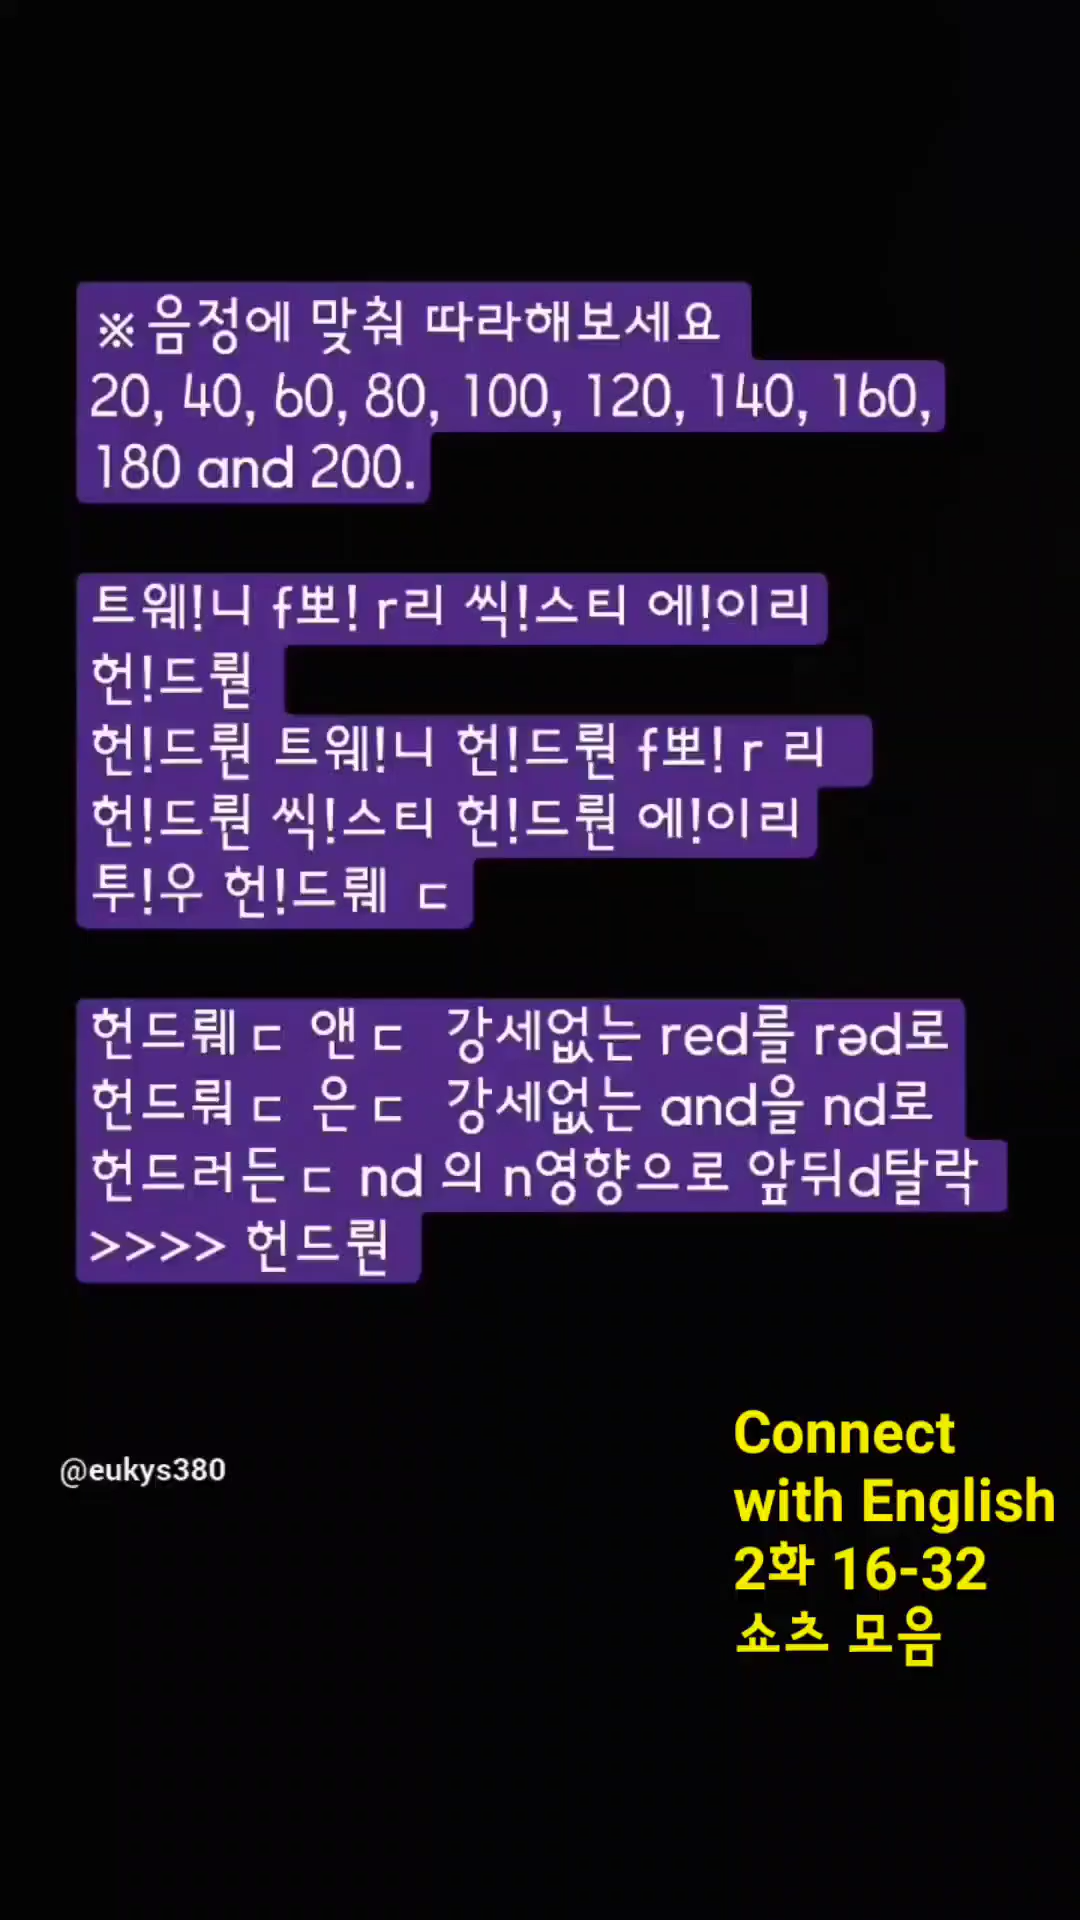 ※음정에 맞춰 따라해보세요
20, 40, 60, 80, 100, 120, 140, 160,
180 and 200.
트웨!니 f뽀! r리 씩!스티 에!이리
헌!드뤋
헌!드뤈 트웨!니 헌!드뤈 f뽀! r 리
헌!드뤈 씩!스티 헌!드뤈 에!이리
투!우 헌!드뤠 ㄷ
헌드뤠ㄷ 앤ㄷ 강세없는 red를 rəd로
헌드뤄ㄷ 은ㄷ 강세없는 and을 nd로
헌드러든ㄷ nd 의 n영향으로 앞뒤d탈락
>>>> 헌드뤈
@eukys380
Connect
with English
2화 16-32
쇼츠 모음